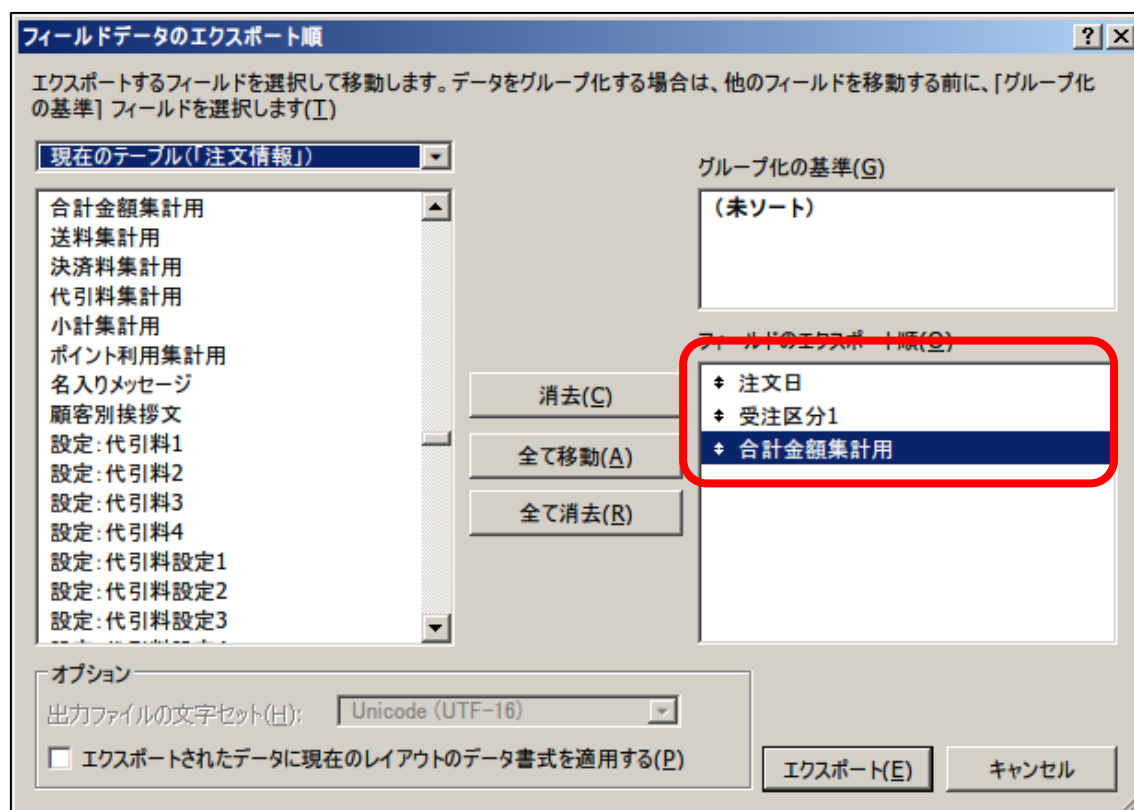 フィールドデータのエクスポート順
エクスポートするフィールドを選択して移動します。データをグループ化する場合は、他のフィールドを移動する前に、[グループ化
の基準] フィールドを選択します(T)
現在のテーブル(「注文情報」)
合計金額集計用
送料集計用
決済料集計用
代引料集計用
小計集計用
ポイント利用集計用
名入りメッセージ
顧客別挨拶文
設定:代引料1
設定:代引料2
設定:代引料3
設定:代引料4
設定:代引料設定1
設定:代引料設定2
設定:代引料設定3
消去(C)
全て移動(A)
全て消去(R)
グループ化の基準(G)
(未ソート)
フィールドのエクスポート順(O)
注文日
受注区分1
合計金額集計用
オプション
出力ファイルの文字セット(H):
Unicode (UTF-16)
エクスポートされたデータに現在のレイアウトのデータ書式を適用する(P)
エクスポート(E)
キャンセル